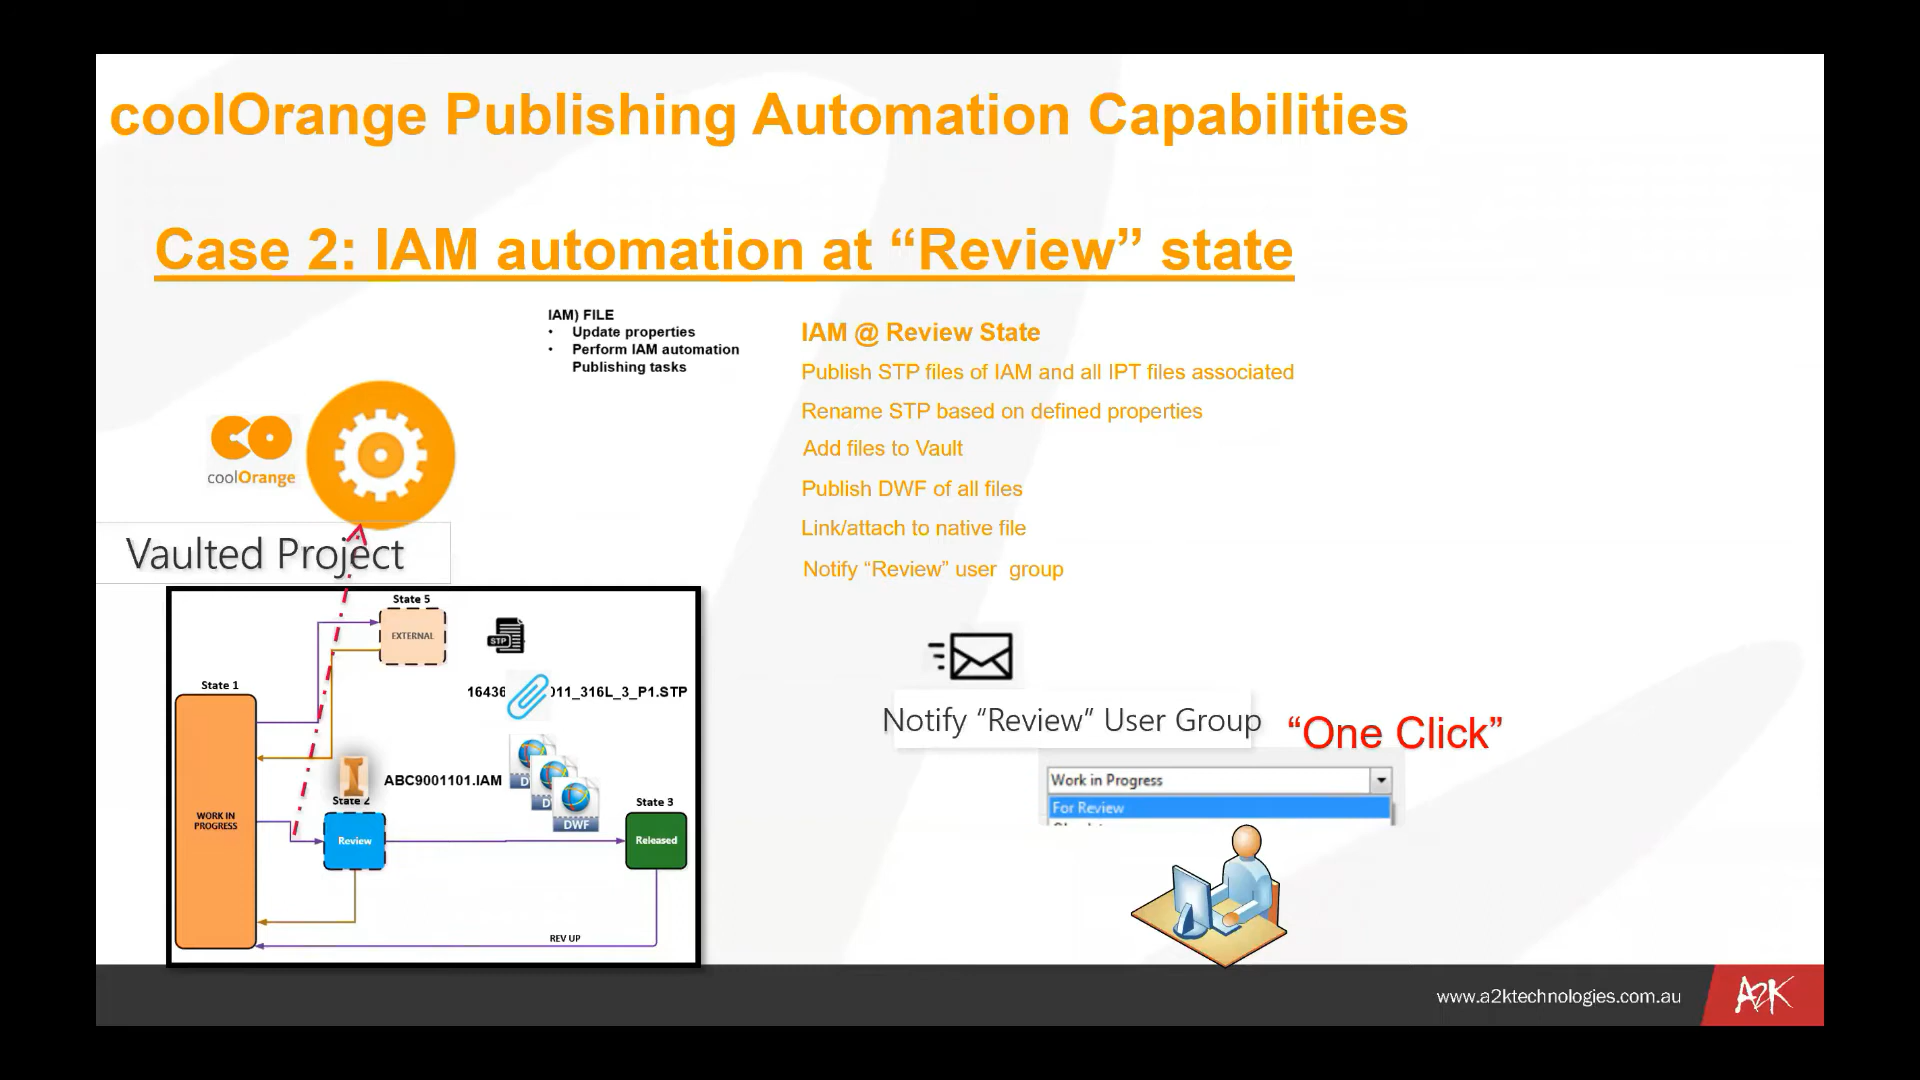 coolOrange Publishing Automation Capabilities
Case 2: IAM automation at “Review” state
IAM) FILE
• Update properties
• Perform IAM automation
Publishing tasks
IAM @ Review State
Publish STP files of IAM and all IPT files associated
Rename STP based on defined properties
Add files to Vault
Publish DWF of all files
Link/attach to native file
Notify “Review” user group
CO
coolOrange
Vaulted Project
State 5
EXTERNAL
STP
State 1
16436
011_316L_3_P1.STP
WORK IN
PROGRESS
ABC9001101.IAM
D
D
DWF
State 2
Review
State 3
Released
REV UP
Notify “Review” User Group
“One Click”
Work in Progress
For Review
www.a2ktechnologies.com.au
A2K